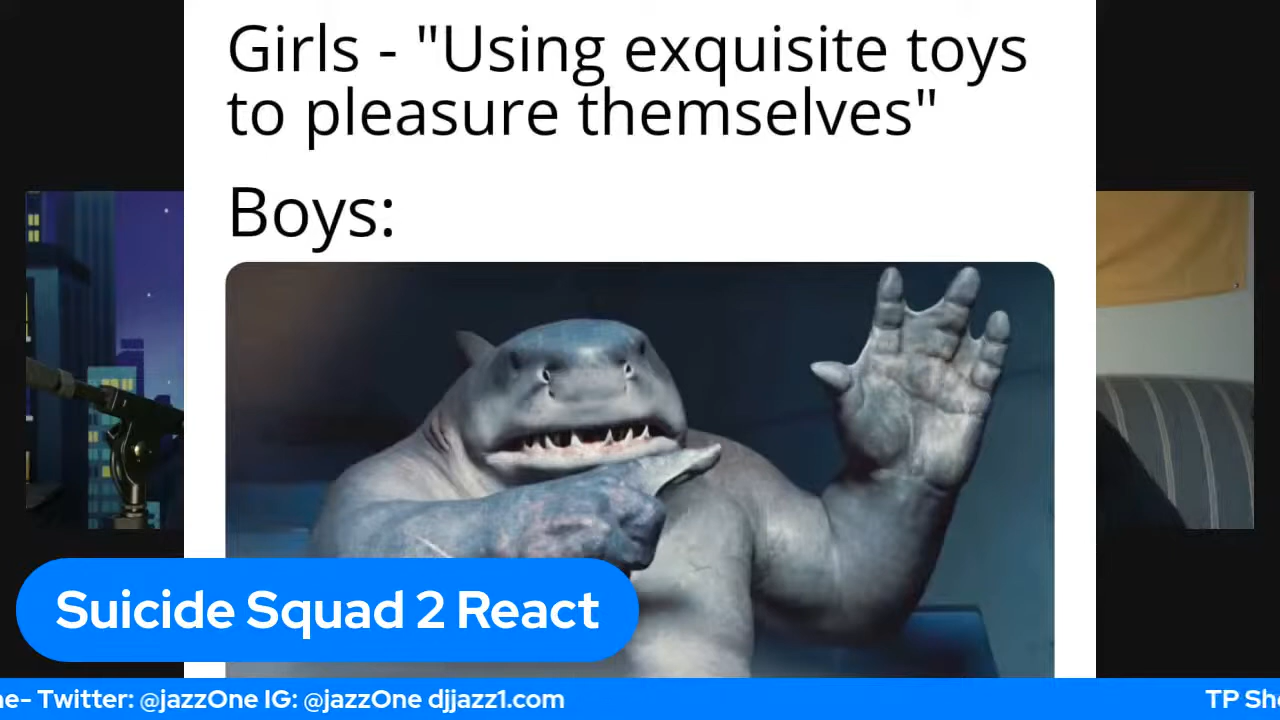 Girls - "Using exquisite toys
to pleasure themselves"
Boys:
Suicide Squad 2 React
- Twitter: @jazzOne IG: @jazzOne djjazz1.com
TP